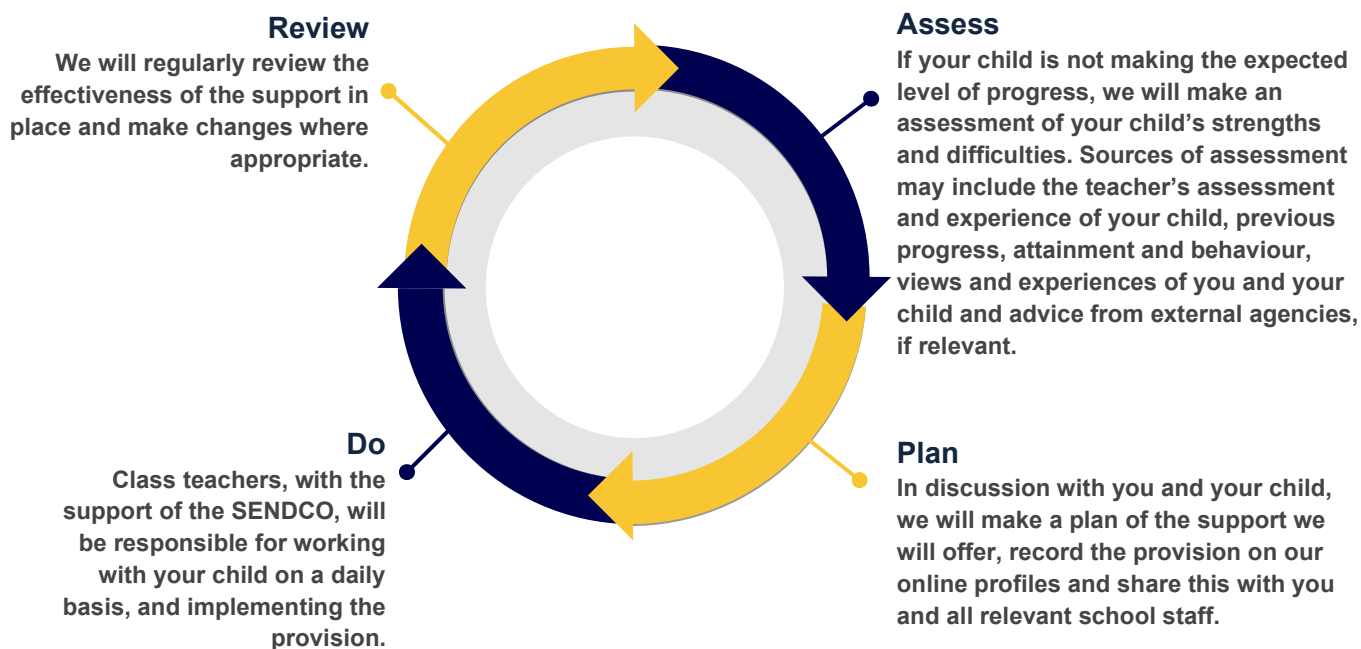 Review
We will regularly review the
effectiveness of the support in
place and make changes where
appropriate.
Assess
If your child is not making the expected
level of progress, we will make an
assessment of your child's strengths
and difficulties. Sources of assessment
may include the teacher's assessment
and experience of your child, previous
progress, attainment and behaviour,
views and experiences of you and your
child and advice from external agencies,
if relevant.
Do
Class teachers, with the
support of the SENDCO, will
be responsible for working
with your child on a daily
basis, and implementing the
provision.
Plan
In discussion with you and your child,
we will make a plan of the support we
will offer, record the provision on our
online profiles and share this with you
and all relevant school staff.